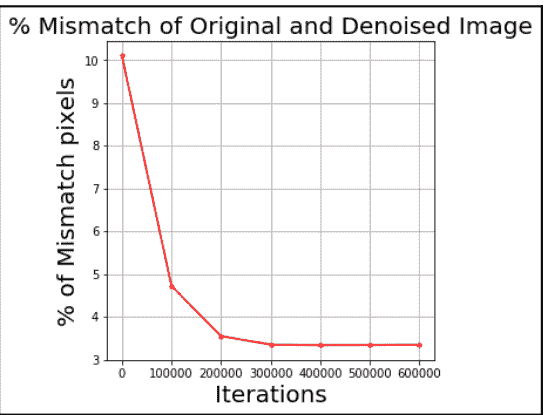 % Mismatch of Original and Denoised Image
% of Mismatch pixels
10
9
8
7
6
5
4
3
0 100000 200000 300000 400000 500000 600000
Iterations